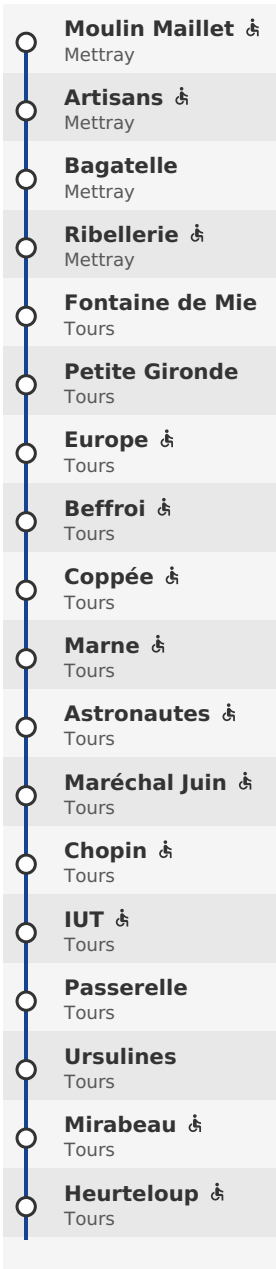 Moulin Maillet
Mettray
Artisans
Mettray
Bagatelle
Mettray
Ribellerie
Mettray
Fontaine de Mie
Tours
Petite Gironde
Tours
Europe
Tours
Beffroi
Tours
Coppée
Tours
Marne
Tours
Astronautes
Tours
Maréchal Juin
Tours
Chopin
Tours
IUT
Tours
Passerelle
Tours
Ursulines
Tours
Mirabeau
Tours
Heurteloup
Tours